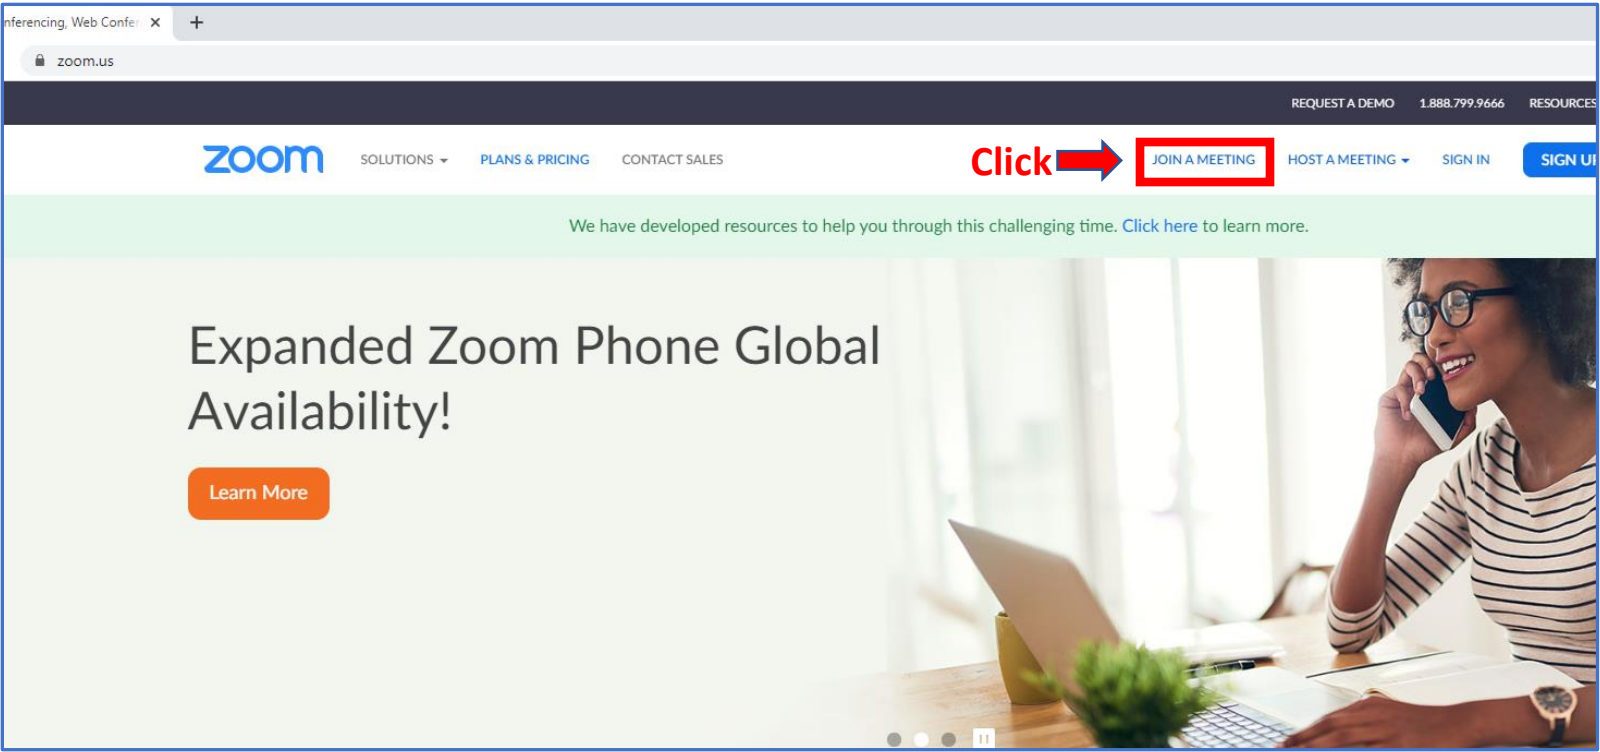 nferencing, Web Confer
zoom.us
REQUEST A DEMO 1.888.799.9666 RESOURCES
zoom SOLUTIONS PLANS & PRICING CONTACT SALES Click JOIN A MEETING HOST A MEETING SIGN IN SIGN UP
We have developed resources to help you through this challenging time. Click here to learn more.
Expanded Zoom Phone Global
Availability!
Learn More